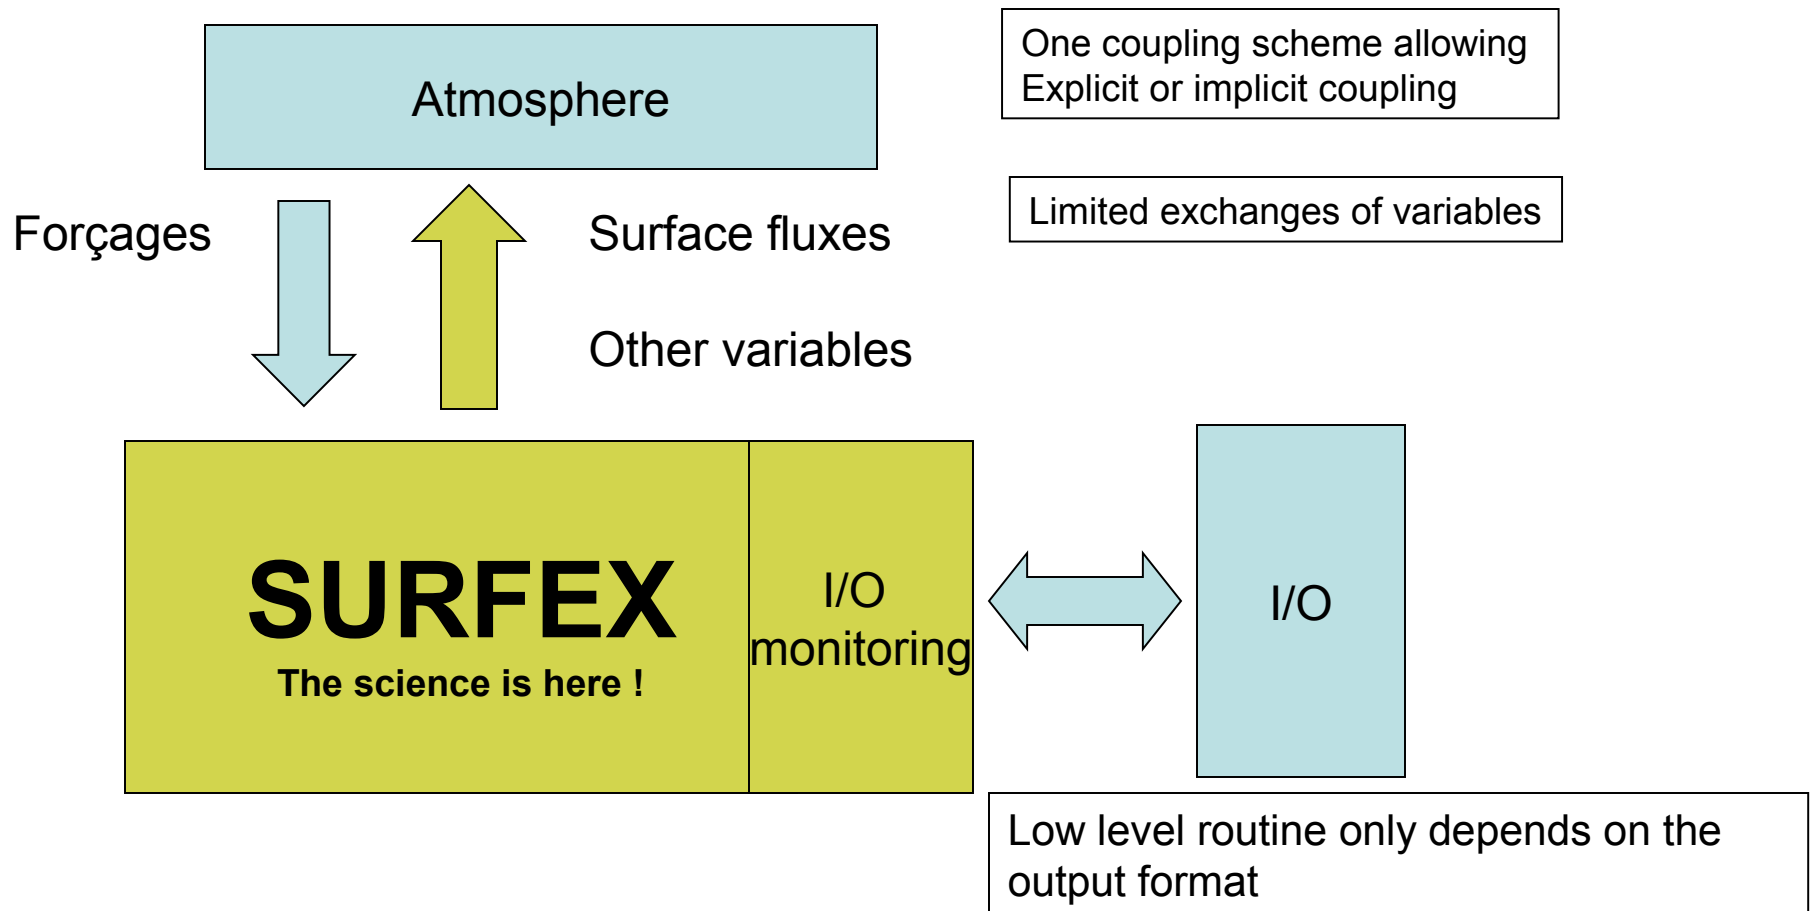 Atmosphere
One coupling scheme allowing
Explicit or implicit coupling
Limited exchanges of variables
Forçages
Surface fluxes
Other variables
SURFEX
The science is here !
I/O
monitoring
I/O
Low level routine only depends on the
output format